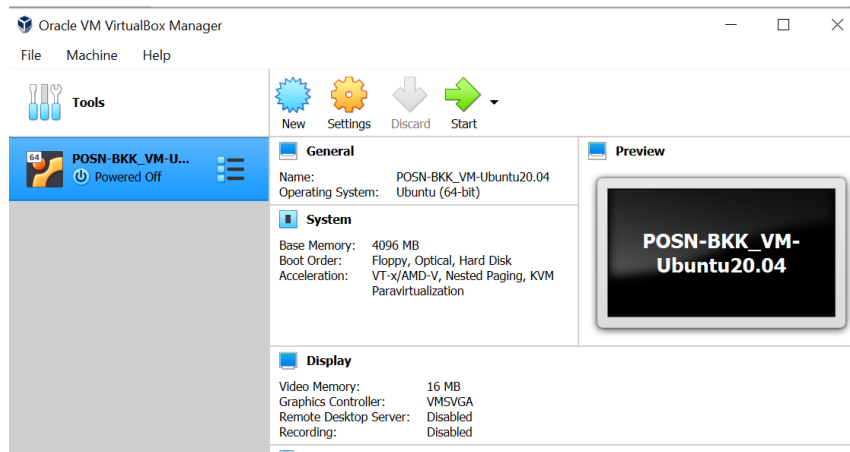 Oracle VM VirtualBox Manager
File Machine Help
Tools
New Settings Discard Start
64
POSN-BKK_VM-U...
Powered Off
General
Name: POSN-BKK_VM-Ubuntu20.04
Operating System: Ubuntu (64-bit)
System
Base Memory: 4096 MB
Boot Order: Floppy, Optical, Hard Disk
Acceleration: VT-x/AMD-V, Nested Paging, KVM
Paravirtualization
Preview
POSN-BKK_VM-
Ubuntu20.04
Display
Video Memory: 16 MB
Graphics Controller: VMSVGA
Remote Desktop Server: Disabled
Recording: Disabled